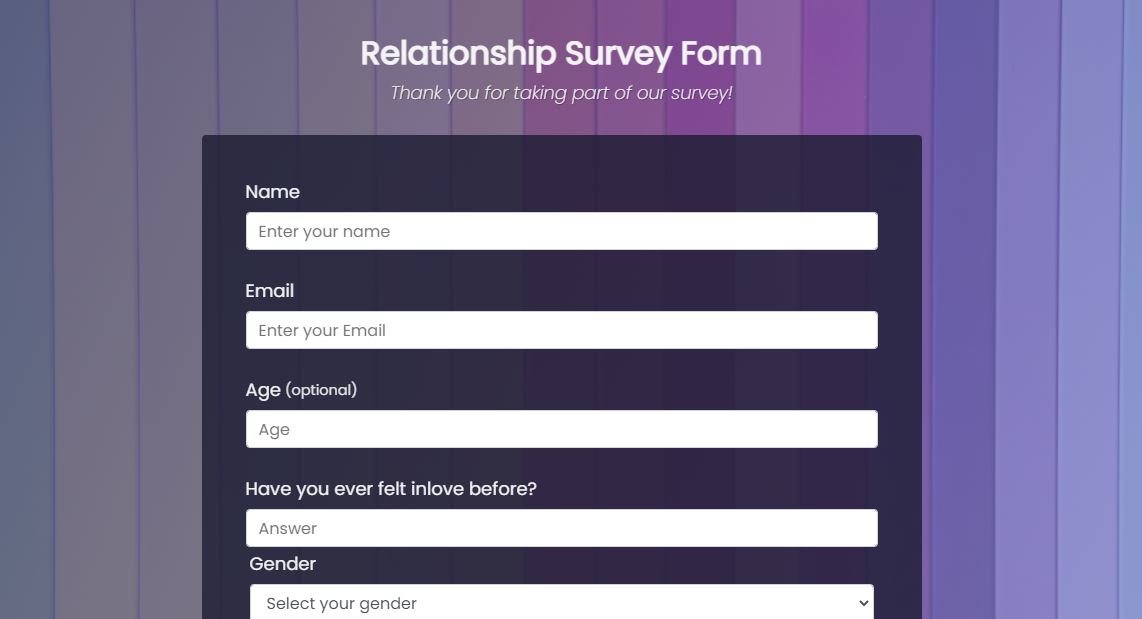 Relationship Survey Form
Thank you for taking part of our survey!
Name
Enter your name
Email
Enter your Email
Age (optional)
Age
Have you ever felt inlove before?
Answer
Gender
Select your gender